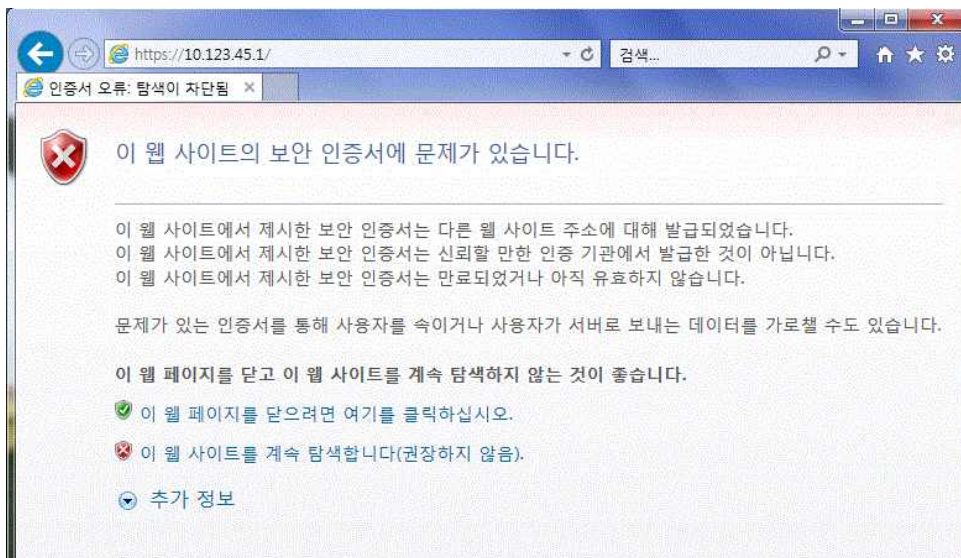 https://10.123.45.1/
검색...
인증서 오류: 탐색이 차단됨
이 웹 사이트의 보안 인증서에 문제가 있습니다.
이 웹 사이트에서 제시한 보안 인증서는 다른 웹 사이트 주소에 대해 발급되었습니다.
이 웹 사이트에서 제시한 보안 인증서는 신뢰할 만한 인증 기관에서 발급한 것이 아닙니다.
이 웹 사이트에서 제시한 보안 인증서는 만료되었거나 아직 유효하지 않습니다.
문제가 있는 인증서를 통해 사용자를 속이거나 사용자가 서버로 보내는 데이터를 가로챌 수도 있습니다.
이 웹 페이지를 닫고 이 웹 사이트를 계속 탐색하지 않는 것이 좋습니다.
이 웹 페이지를 닫으려면 여기를 클릭하십시오.
이 웹 사이트를 계속 탐색합니다(권장하지 않음).
추가 정보